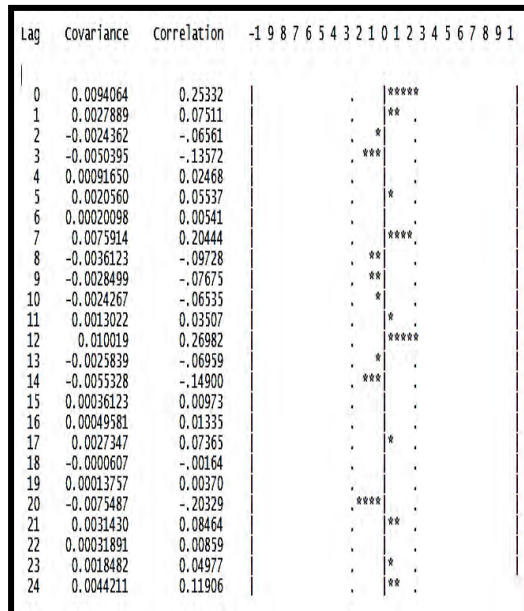 Lag Covariance Correlation -1 9 8 7 6 5 4 3 2 1 0 1 2 3 4 5 6 7 8 9 1
0 0.0094064 0.25332 | . |*****  |
1 0.0027889 0.07511 | . |** . |
2 -0.0024362 -.06561 | . *| . |
3 -0.0050395 -.13572 | . ***| . |
4 0.00091650 0.02468 | . | . |
5 0.0020560 0.05537 | . |* . |
6 0.00020098 0.00541 | . | . |
7 0.0075914 0.20444 | . |****. |
8 -0.0036123 -.09728 | . **| . |
9 -0.0028499 -.07675 | . **| . |
10 -0.0024267 -.06535 | . *| . |
11 0.0013022 0.03507 | . |* . |
12 0.010019 0.26982 | . |***** |
13 -0.0025839 -.06959 | . *| . |
14 -0.0055328 -.14900 | . ***| . |
15 0.00036123 0.00973 | . | . |
16 0.00049581 0.01335 | . | . |
17 0.0027347 0.07365 | . |* . |
18 -0.0000607 -.00164 | . | . |
19 0.00013757 0.00370 | . | . |
20 -0.0075487 -.20329 | .****| . |
21 0.0031430 0.08464 | . |** . |
22 0.00031891 0.00859 | . | . |
23 0.0018482 0.04977 | . |* . |
24 0.0044211 0.11906 | . |** . |